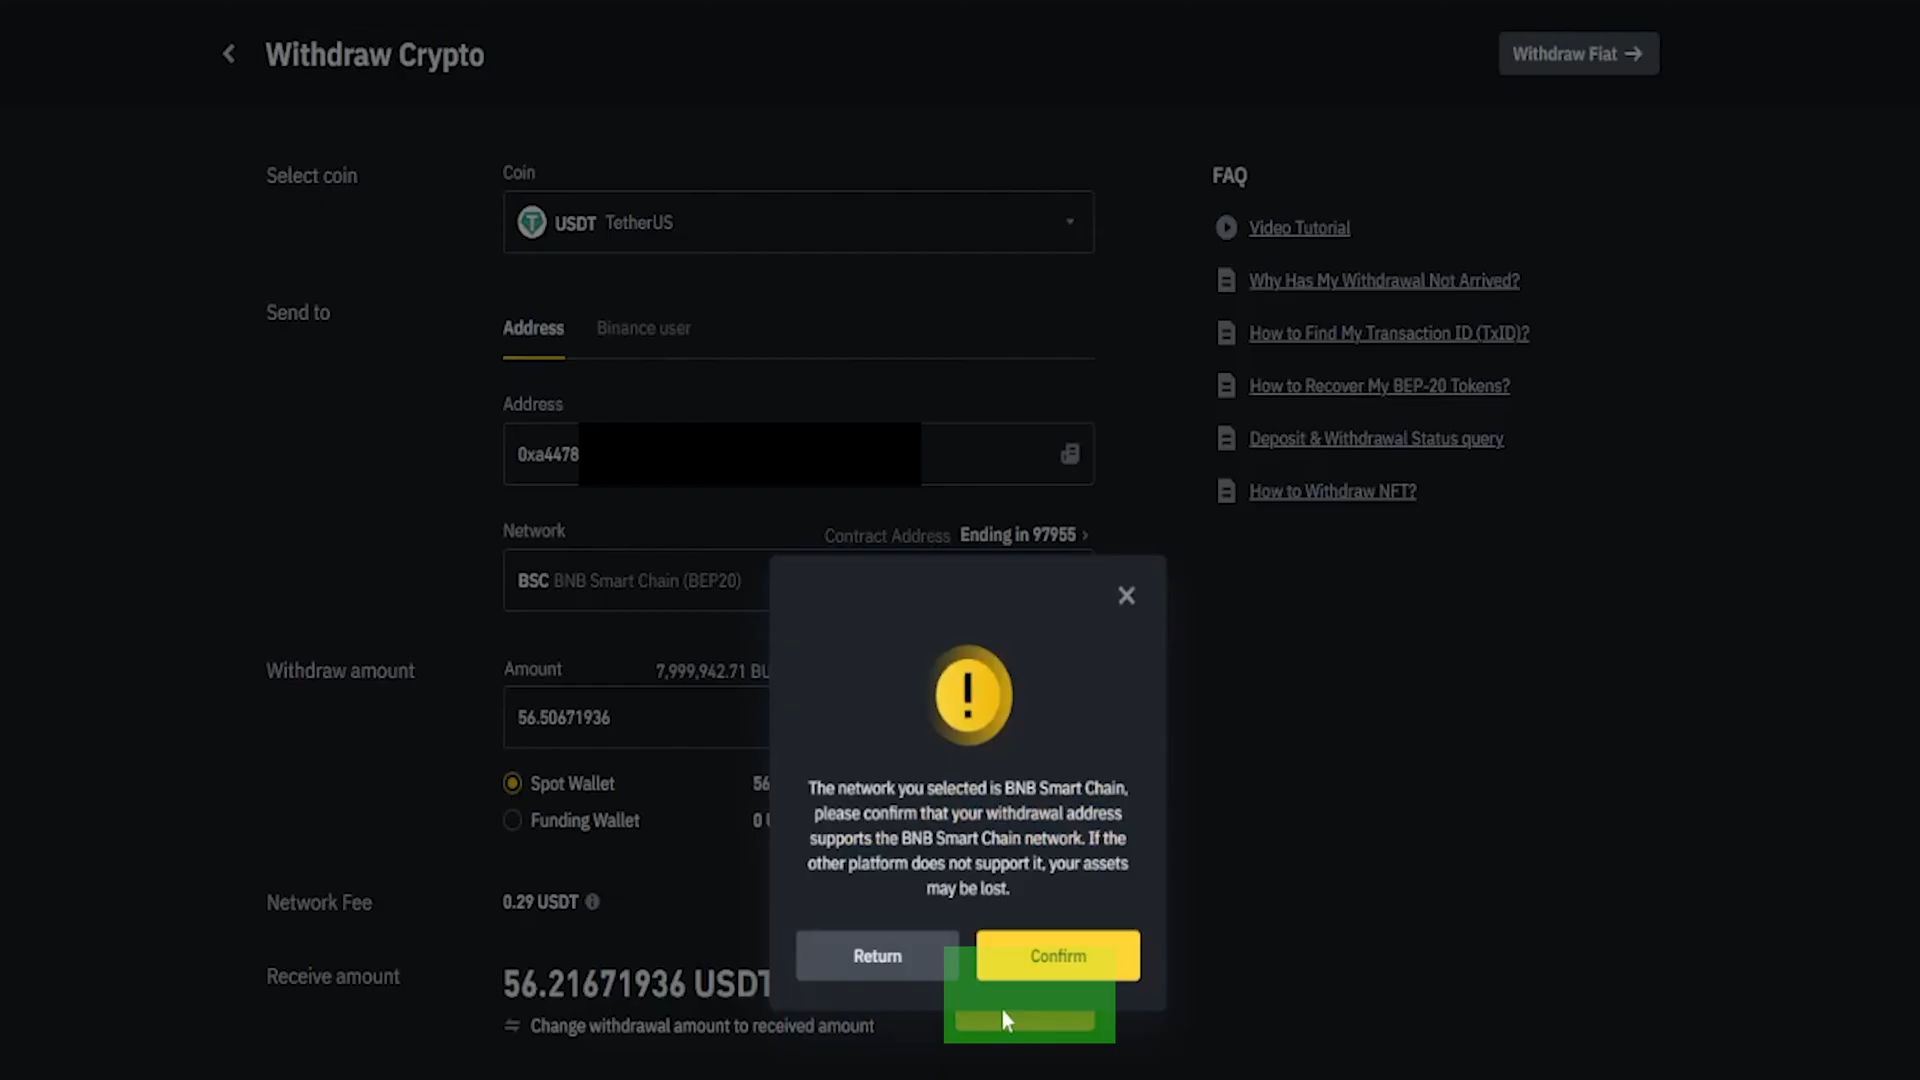 Withdraw Crypto
Withdraw Fiat
Select coin
Coin
USDT TetherUS
Send to
Address Binance user
Address
0xa4478
Network
Contract Address Ending in 97955
BSC BNB Smart Chain (BEP20)
Withdraw amount
Amount
7,999,942.71
56.50671936
Spot Wallet
56
Funding Wallet
0
Network Fee
0.29 USDT
Receive amount
56.21671936 USDT
Change withdrawal amount to received amount
FAQ
Video Tutorial
Why Has My Withdrawal Not Arrived?
How to Find My Transaction ID (TxID)?
How to Recover My BEP-20 Tokens?
Deposit & Withdrawal Status query
How to Withdraw NFT?
The network you selected is BNB Smart Chain,
please confirm that your withdrawal address
supports the BNB Smart Chain network. If the
other platform does not support it, your assets
may be lost.
Return
Confirm